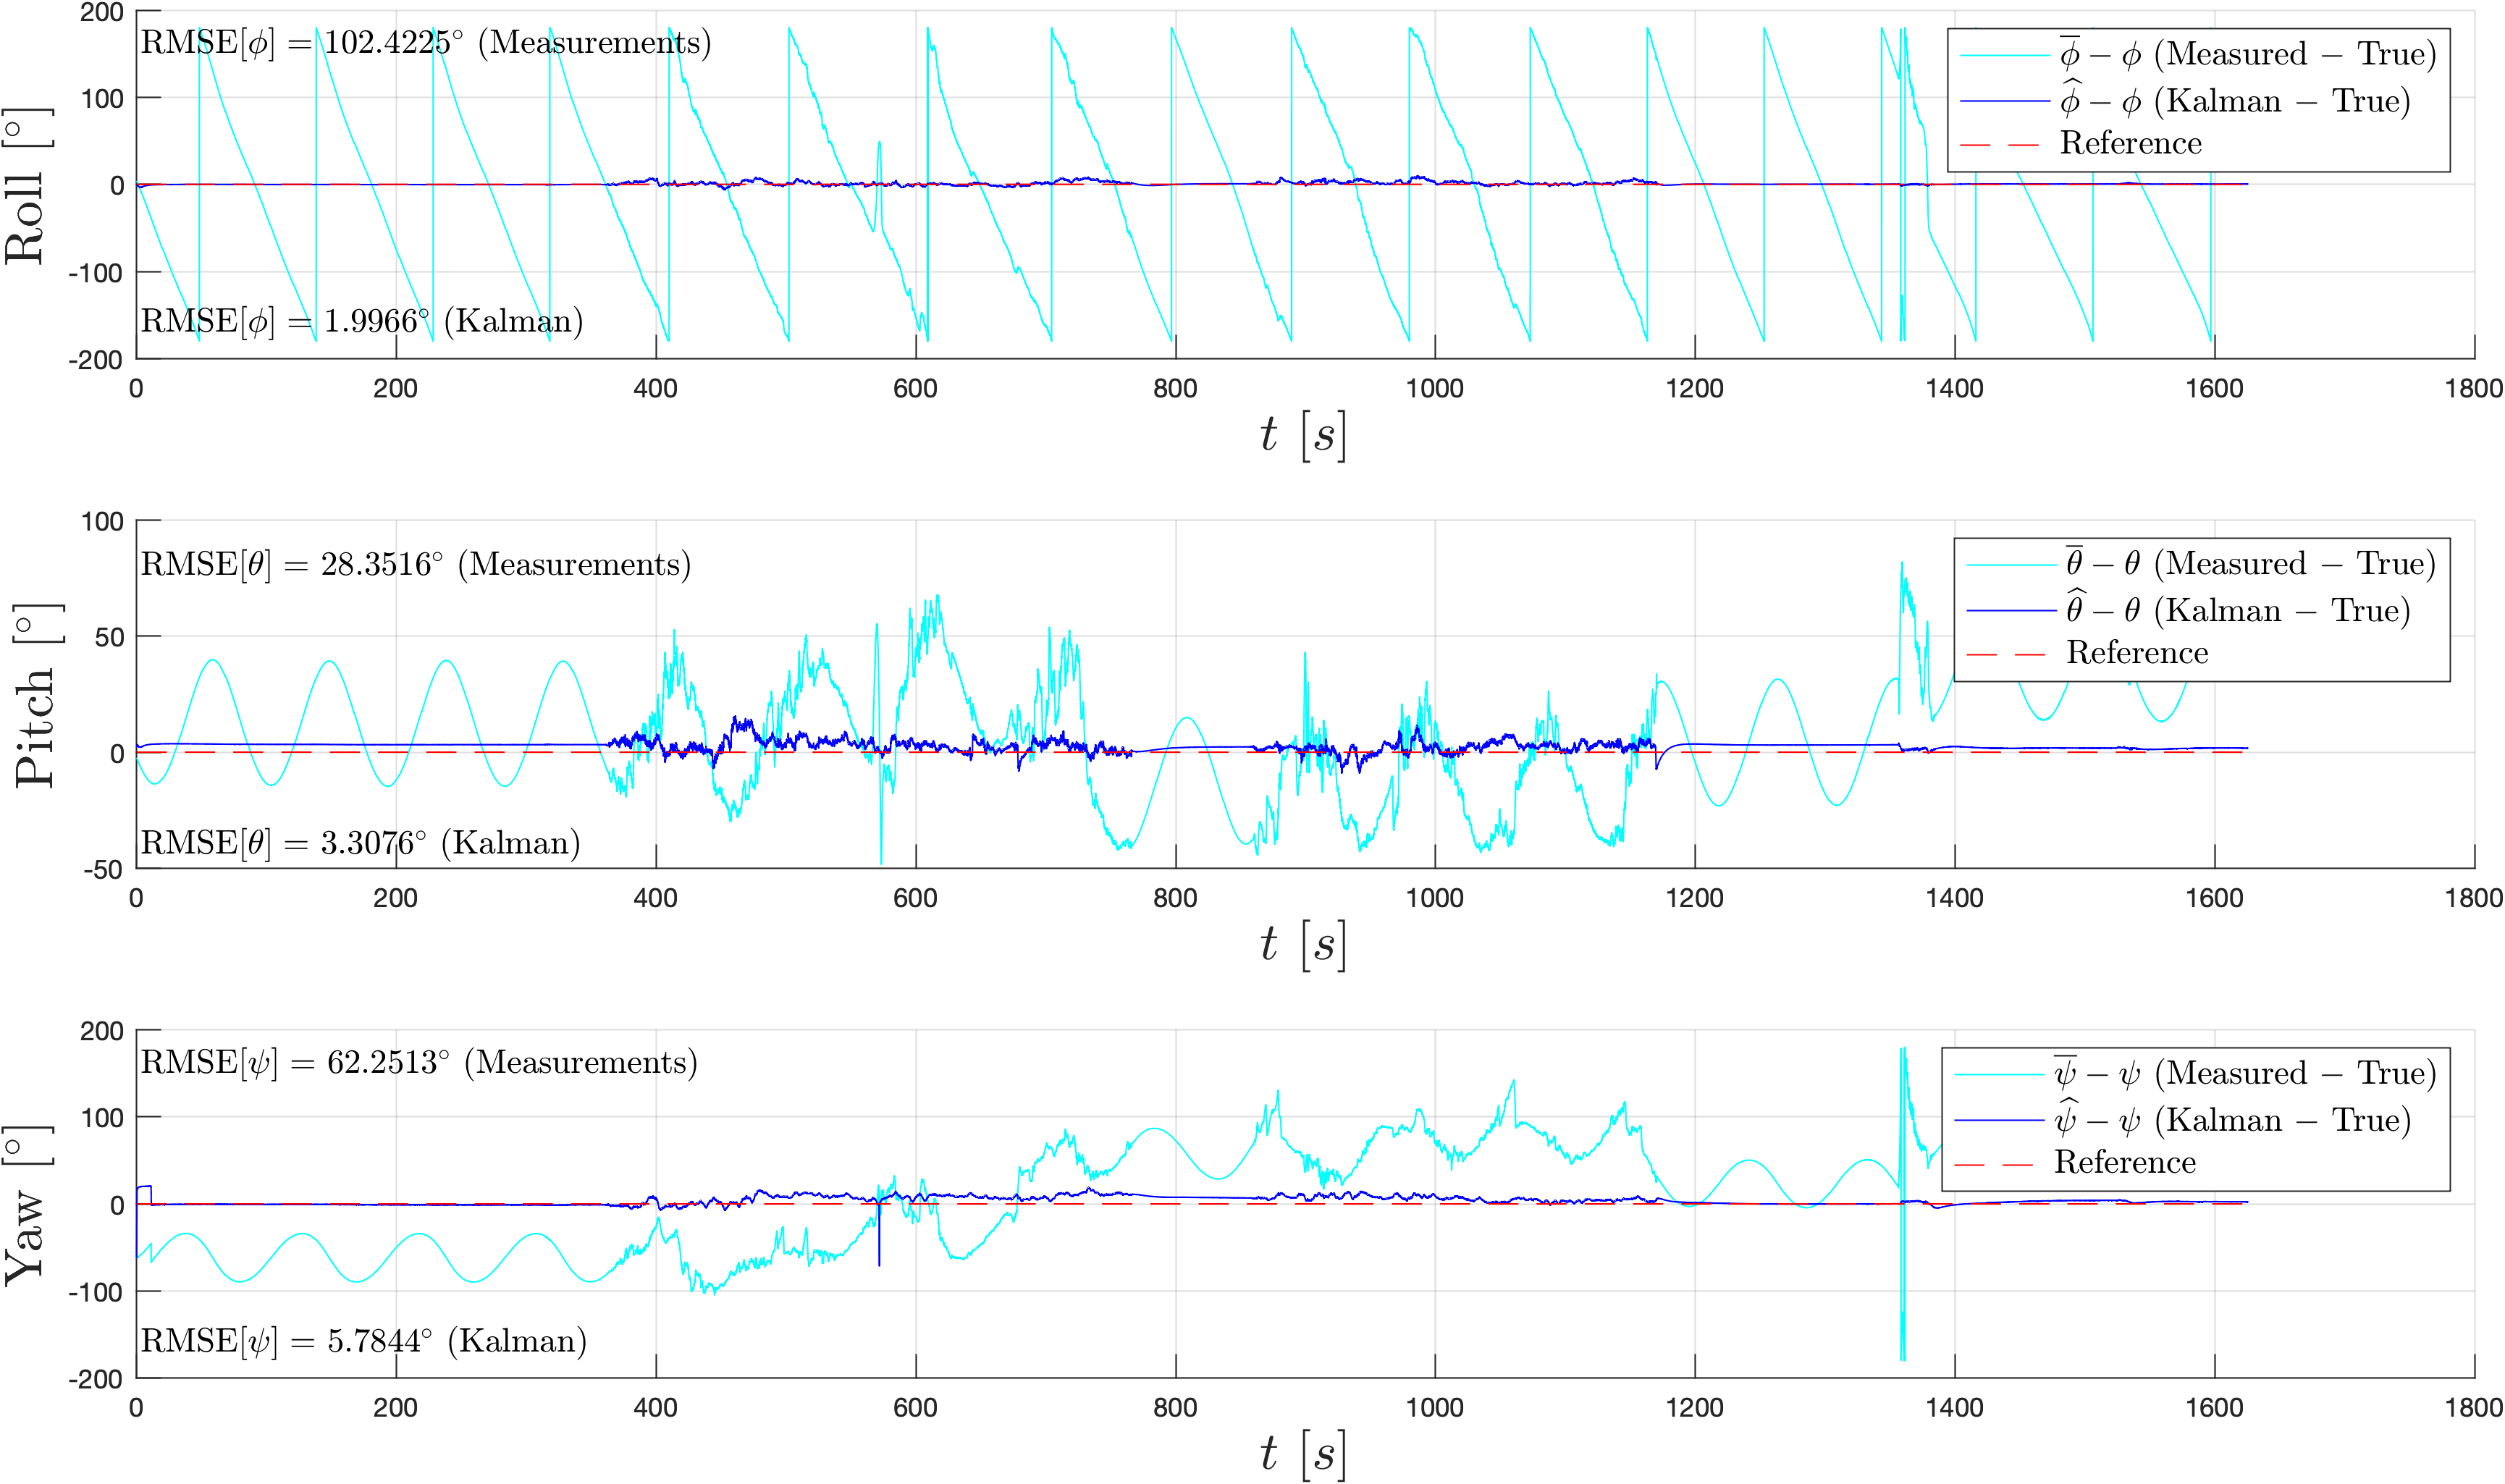 200
100
0
-100
-200
Roll [°]
RMSE[ϕ] = 102.4225° (Measurements)
RMSE[ϕ] = 1.9966° (Kalman)
ϕ̅ − ϕ (Measured − True)
ϕ̂ − ϕ (Kalman − True)
Reference
0 200 400 600 800 1000 1200 1400 1600 1800
t [s]
100
50
0
-50
Pitch [°]
RMSE[θ] = 28.3516° (Measurements)
RMSE[θ] = 3.3076° (Kalman)
θ̅ − θ (Measured − True)
θ̂ − θ (Kalman − True)
Reference
0 200 400 600 800 1000 1200 1400 1600 1800
t [s]
200
100
0
-100
-200
Yaw [°]
RMSE[ψ] = 62.2513° (Measurements)
RMSE[ψ] = 5.7844° (Kalman)
ψ̅ − ψ (Measured − True)
ψ̂ − ψ (Kalman − True)
Reference
0 200 400 600 800 1000 1200 1400 1600 1800
t [s]